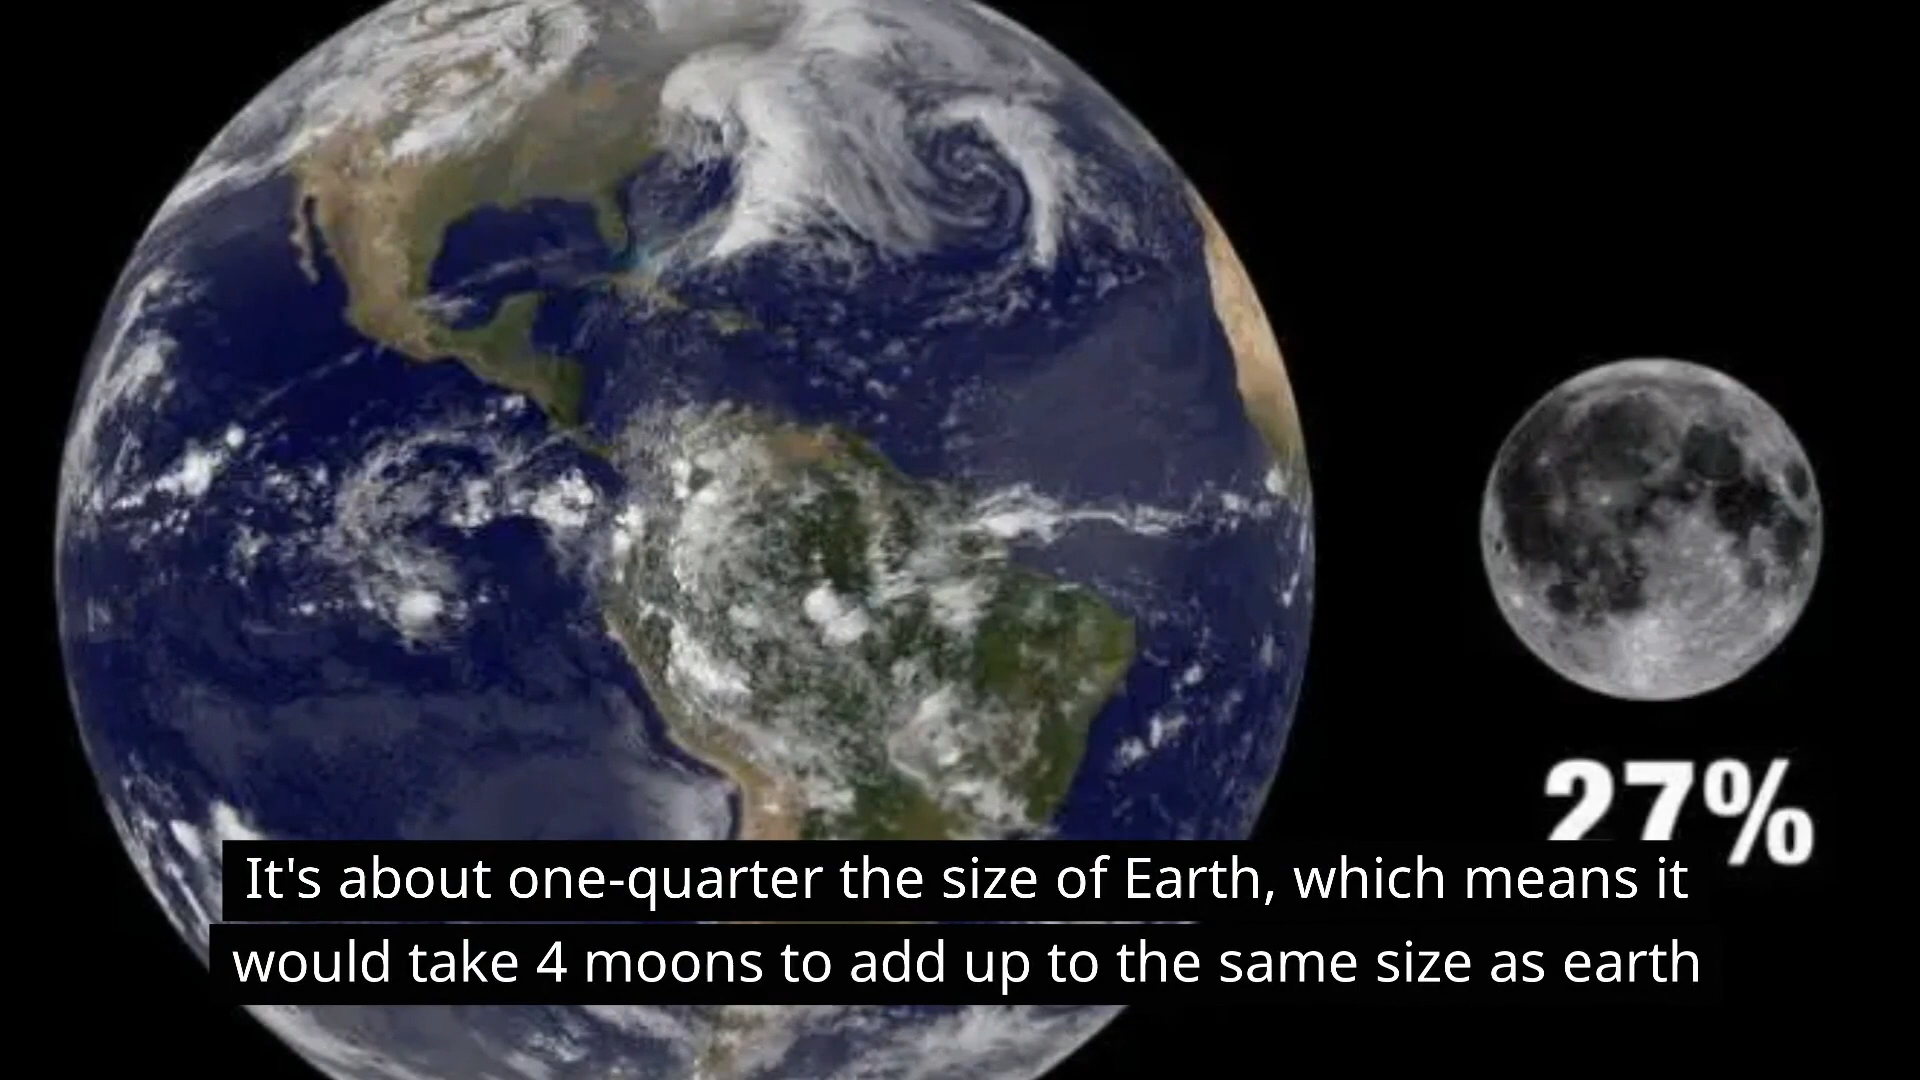 27%
It's about one-quarter the size of Earth, which means it
would take 4 moons to add up to the same size as earth